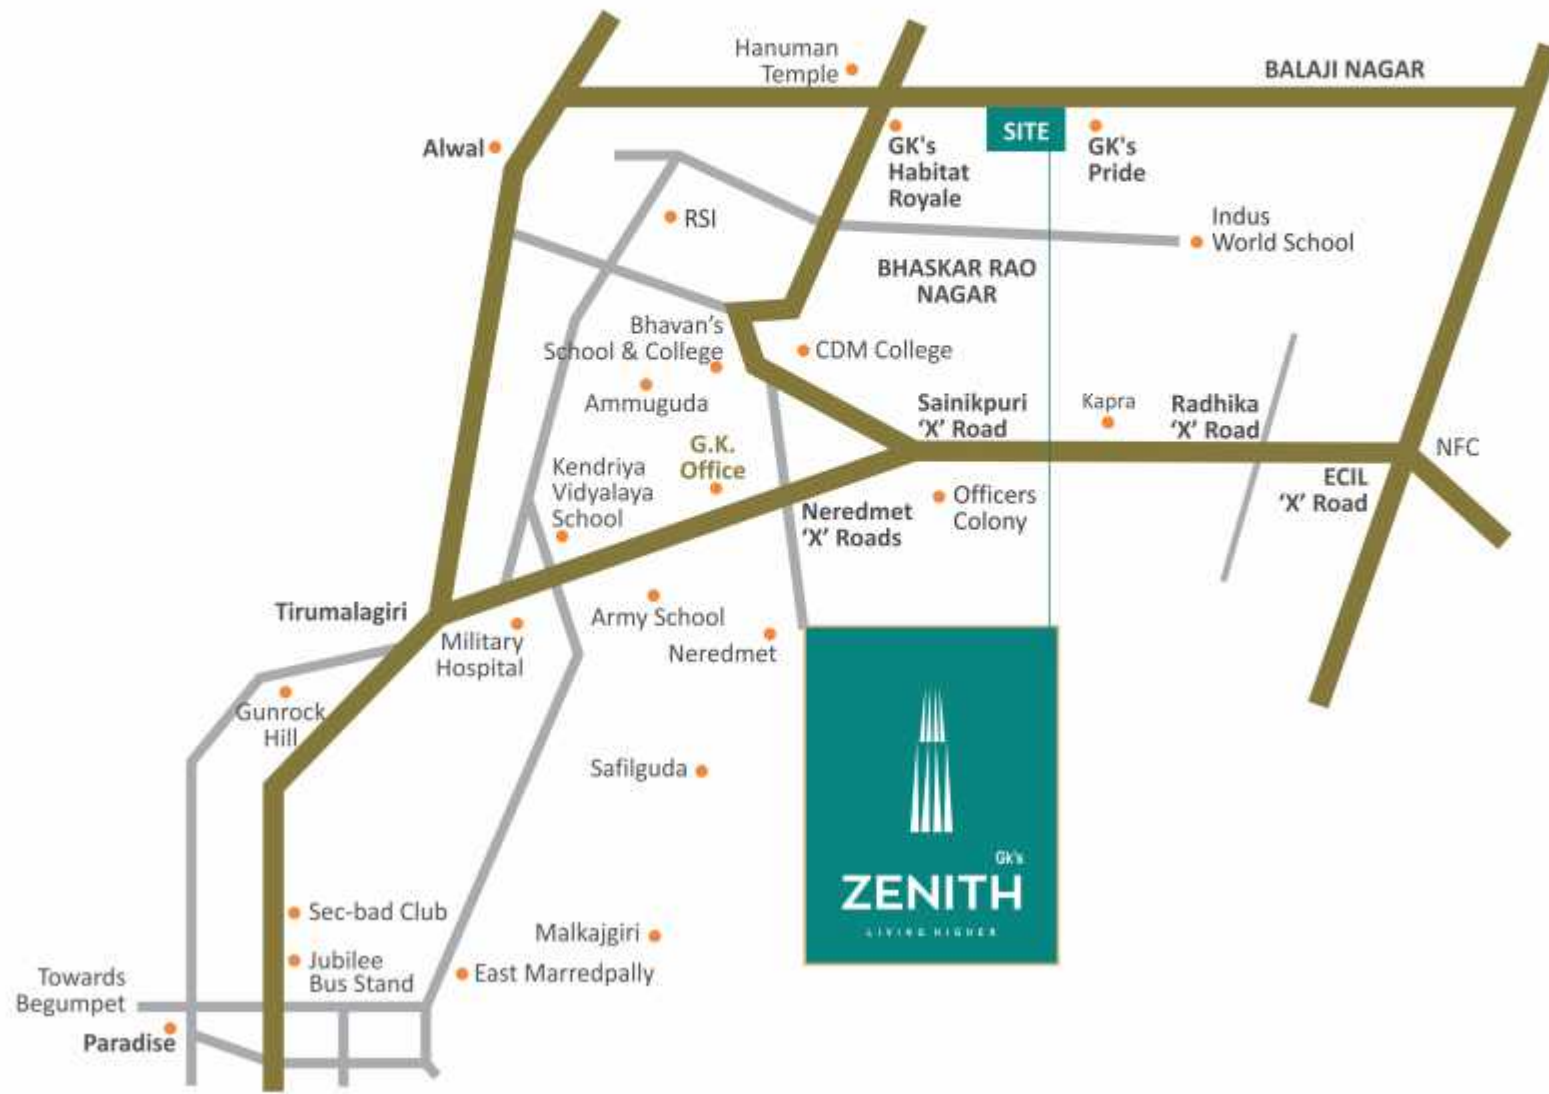 Hanuman
Temple
BALAJI NAGAR
Alwal
SITE
GK's
Habitat
Royale
GK's
Pride
RSI
Indus
World School
BHASKAR RAO
NAGAR
Bhavan's
School & College
CDM College
Ammuguda
Sainikpuri
‘X’ Road
Kapra
Radhika
‘X’ Road
NFC
G.K.
Office
Kendriya
Vidyalaya
School
ECIL
‘X’ Road
Neredmet
‘X’ Roads
Officers
Colony
Tirumalagiri
Military
Hospital
Army School
Neredmet
Gunrock
Hill
Safilguda
Gk's
ZENITH
LIVING HIGHER
Sec-bad Club
Malkajgiri
Jubilee
Bus Stand
East Marredpally
Towards
Begumpet
Paradise